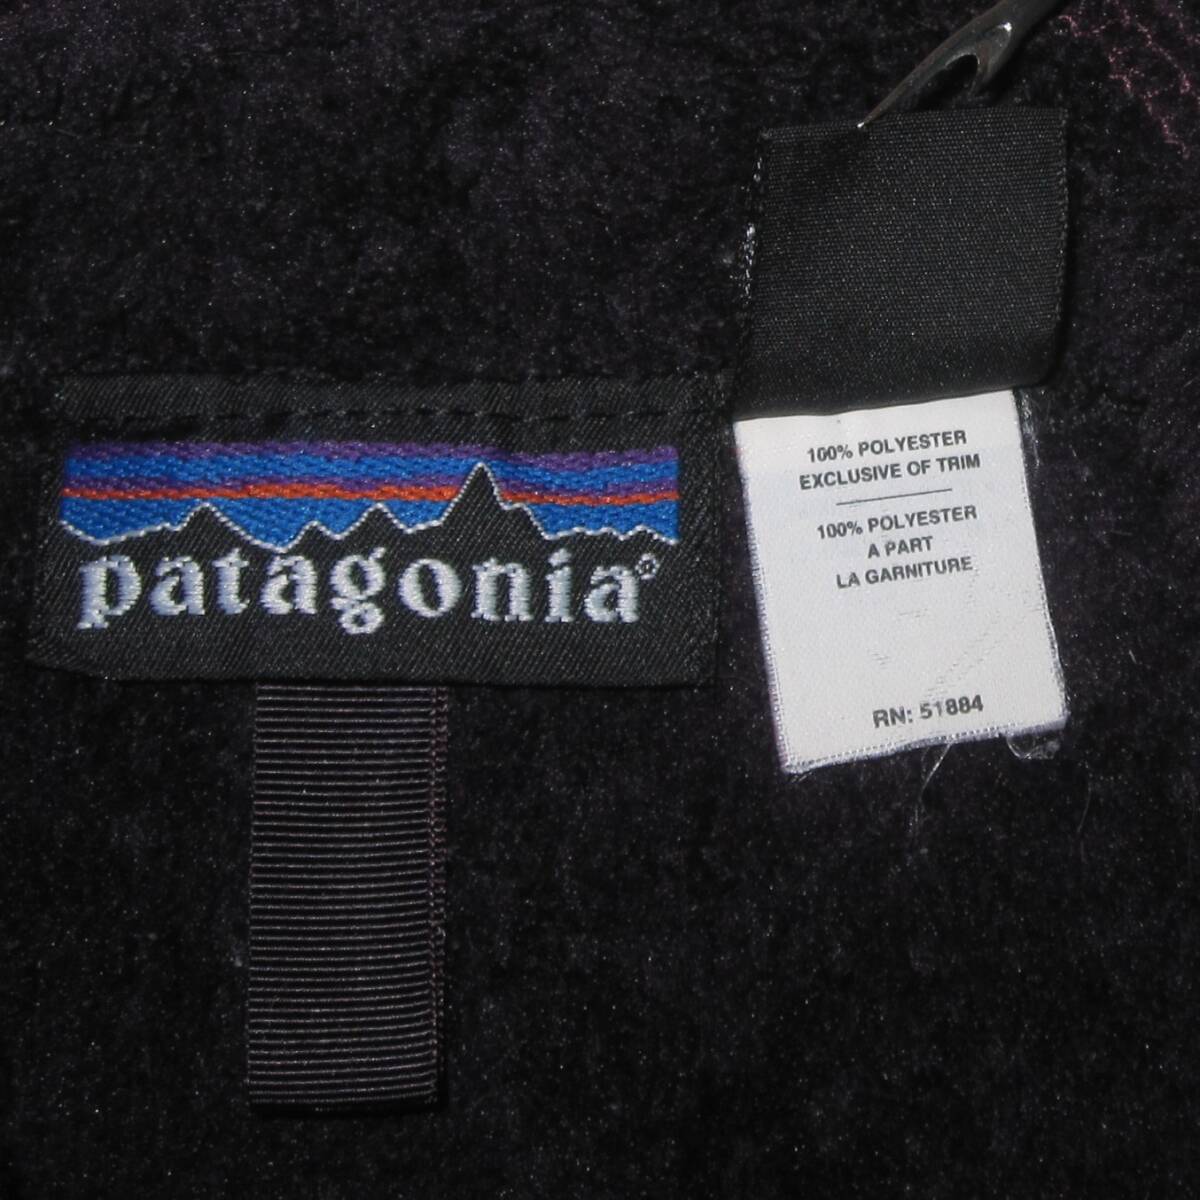 patagonia®
100% POLYESTER
EXCLUSIVE OF TRIM
100% POLYESTER
A PART
LA GARNITURE
RN: 51884